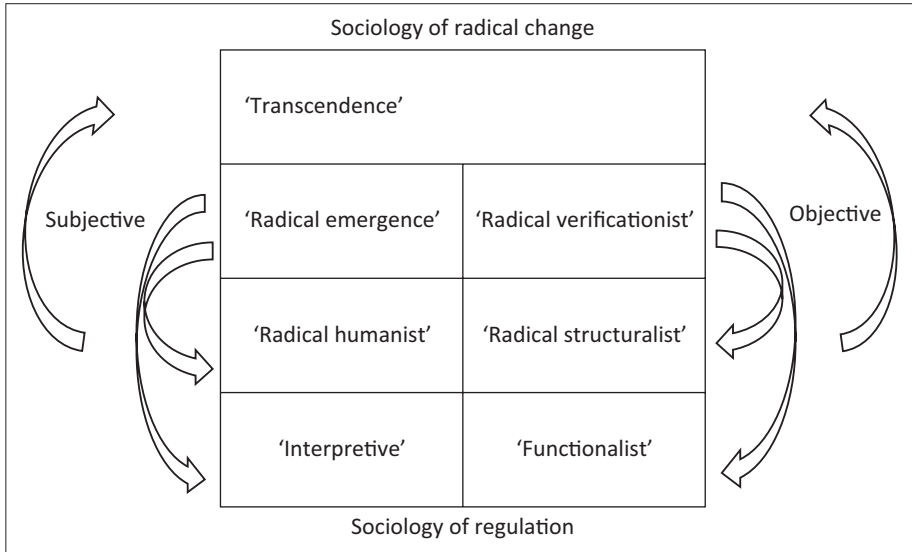 Sociology of radical change
‘Transcendence’
Subjective
‘Radical emergence’
‘Radical verificationist’
Objective
‘Radical humanist’
‘Radical structuralist’
‘Interpretive’
‘Functionalist’
Sociology of regulation